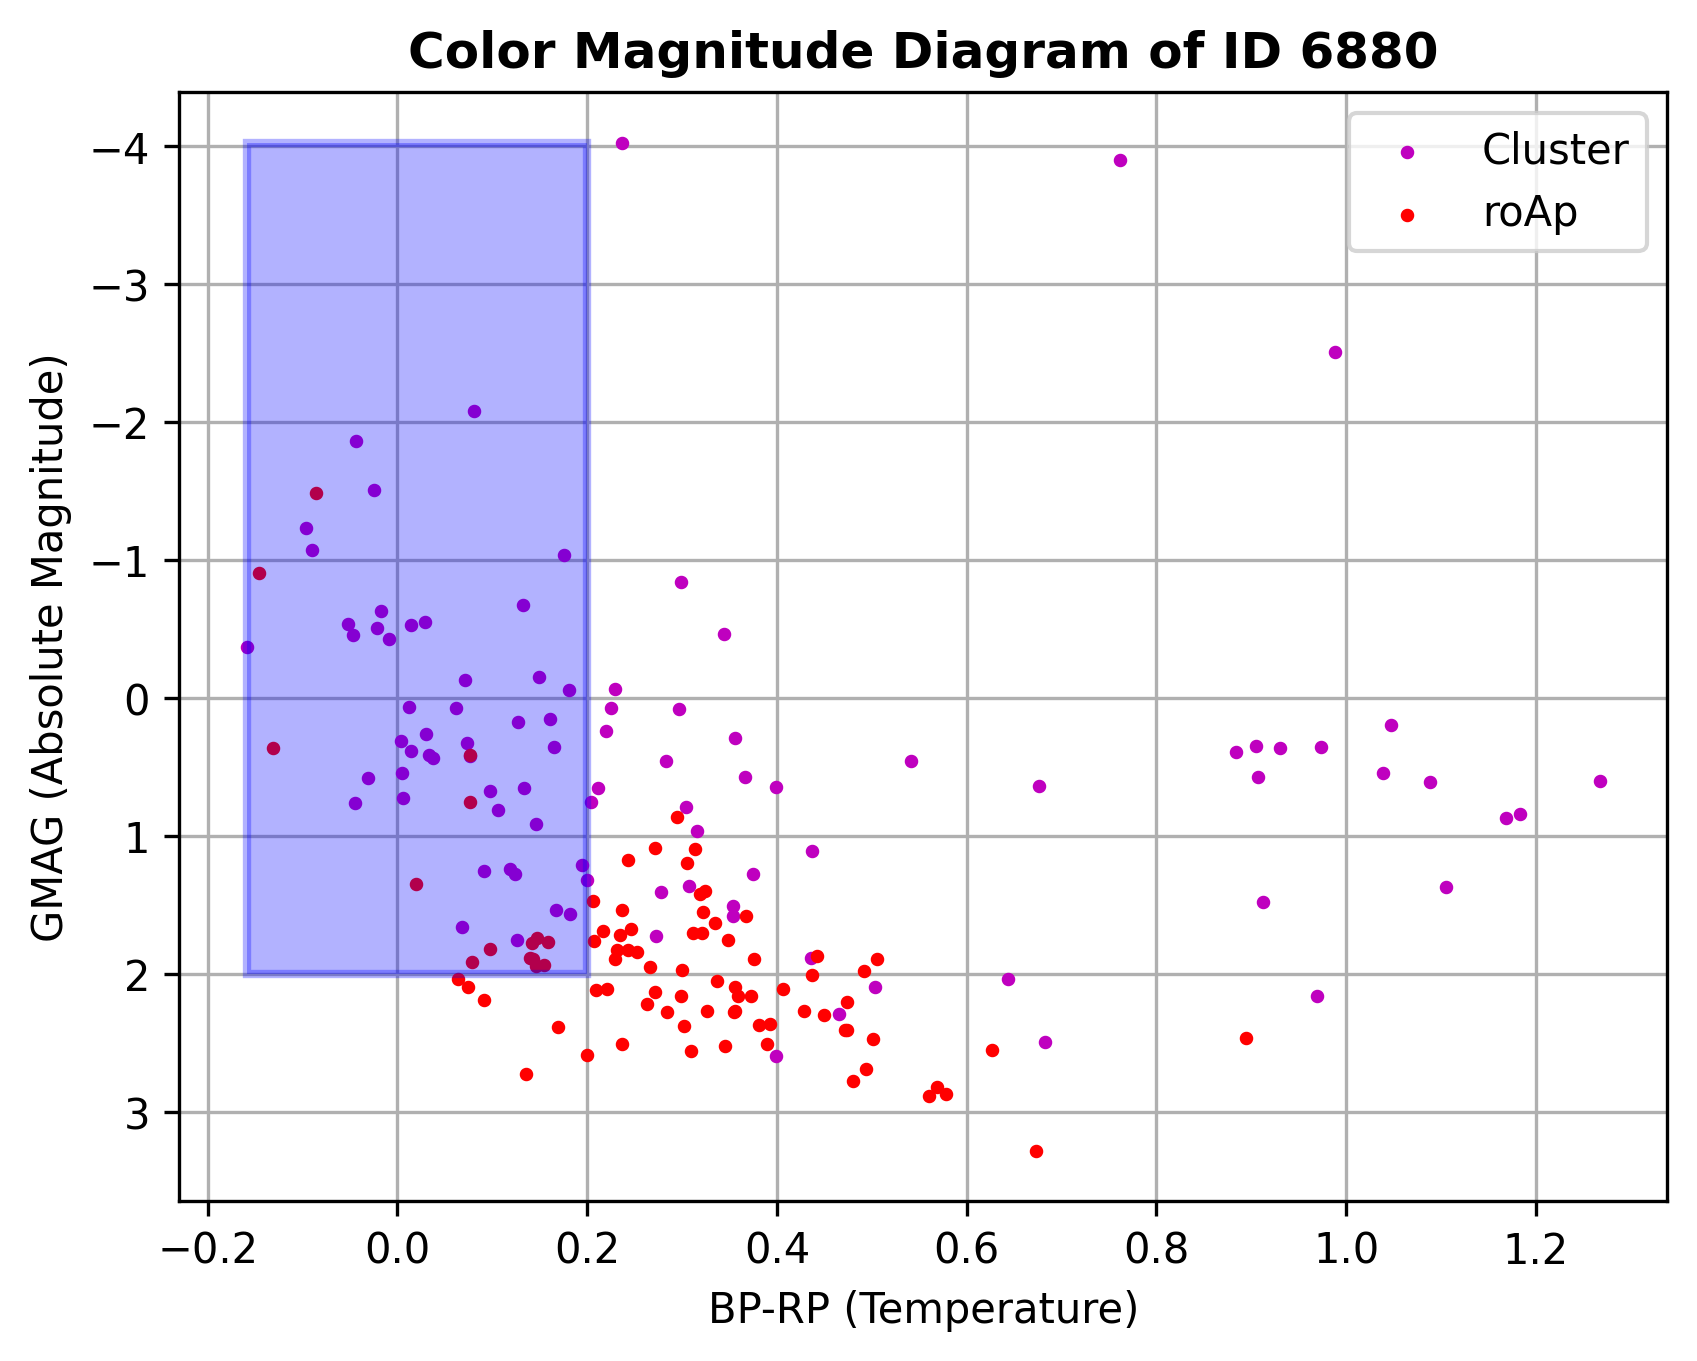 Color Magnitude Diagram of ID 6880
Cluster
roAp
GMAG (Absolute Magnitude)
−4
−3
−2
−1
0
1
2
3
−0.2 0.0 0.2 0.4 0.6 0.8 1.0 1.2
BP-RP (Temperature)